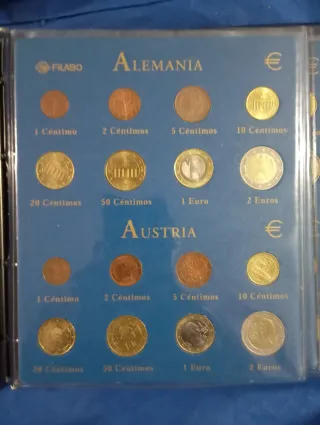 FILABO
ALEMANIA
€
1 Céntimo 2 Céntimos 5 Céntimos 10 Céntimos
20 Céntimos 50 Céntimos 1 Euro 2 Euros
AUSTRIA
€
1 Céntimo 2 Céntimos 5 Céntimos 10 Céntimos
20 Céntimos 50 Céntimos 1 Euro 2 Euros